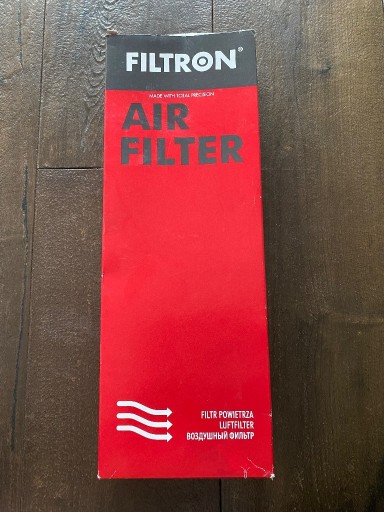 FILTRON®
MADE WITH TOTAL PRECISION
AIR
FILTER
FILTR POWIETRZA
LUFTFILTER
ВОЗДУШНЫЙ ФИЛЬТР